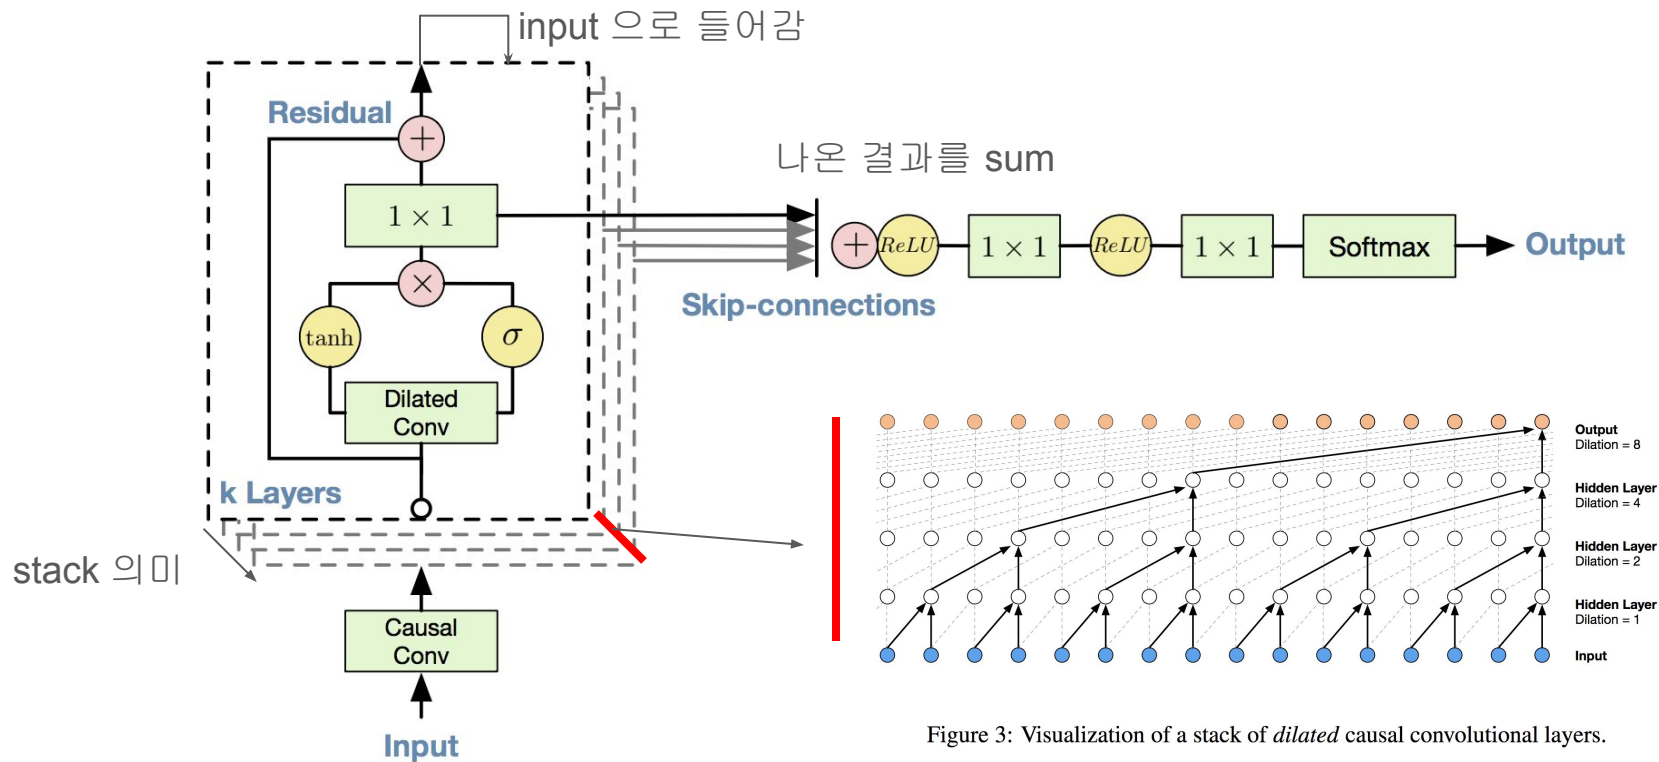 input 으로 들어감
Residual
+
1 × 1
×
tanh
σ
Dilated
Conv
k Layers
stack 의미
Causal
Conv
Input
나온 결과를 sum
+
ReLU
1 × 1
ReLU
1 × 1
Softmax
Output
Skip-connections
Output
Dilation = 8
Hidden Layer
Dilation = 4
Hidden Layer
Dilation = 2
Hidden Layer
Dilation = 1
Input
Figure 3: Visualization of a stack of dilated causal convolutional layers.